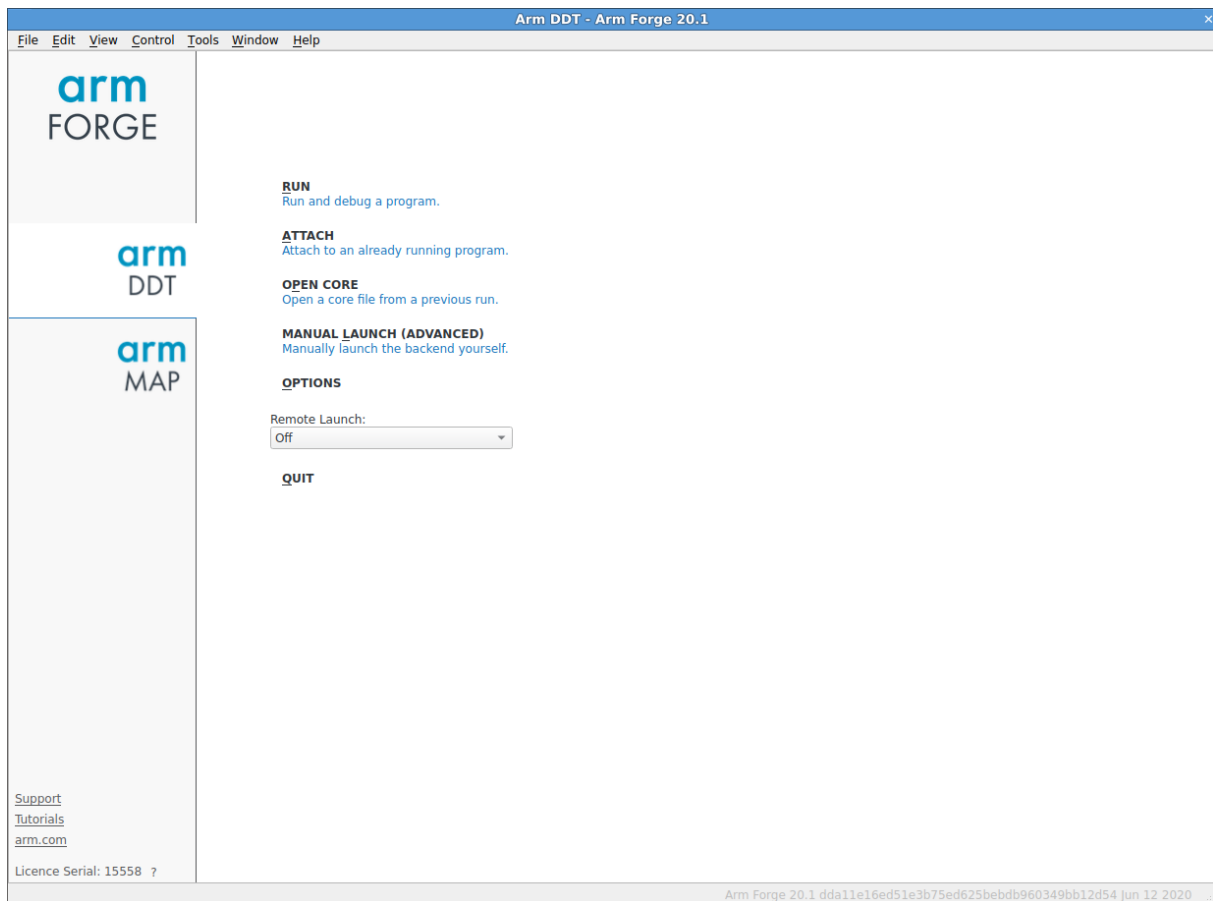 Arm DDT - Arm Forge 20.1
File Edit View Control Tools Window Help
arm
FORGE
RUN
Run and debug a program.
ATTACH
Attach to an already running program.
arm
DDT
OPEN CORE
Open a core file from a previous run.
MANUAL LAUNCH (ADVANCED)
Manually launch the backend yourself.
arm
MAP
OPTIONS
Remote Launch:
Off
QUIT
Support
Tutorials
arm.com
Licence Serial: 15558 ?
Arm Forge 20.1 dda11e16ed51e3b75ed625bebdb960349bb12d54 Jun 12 2020